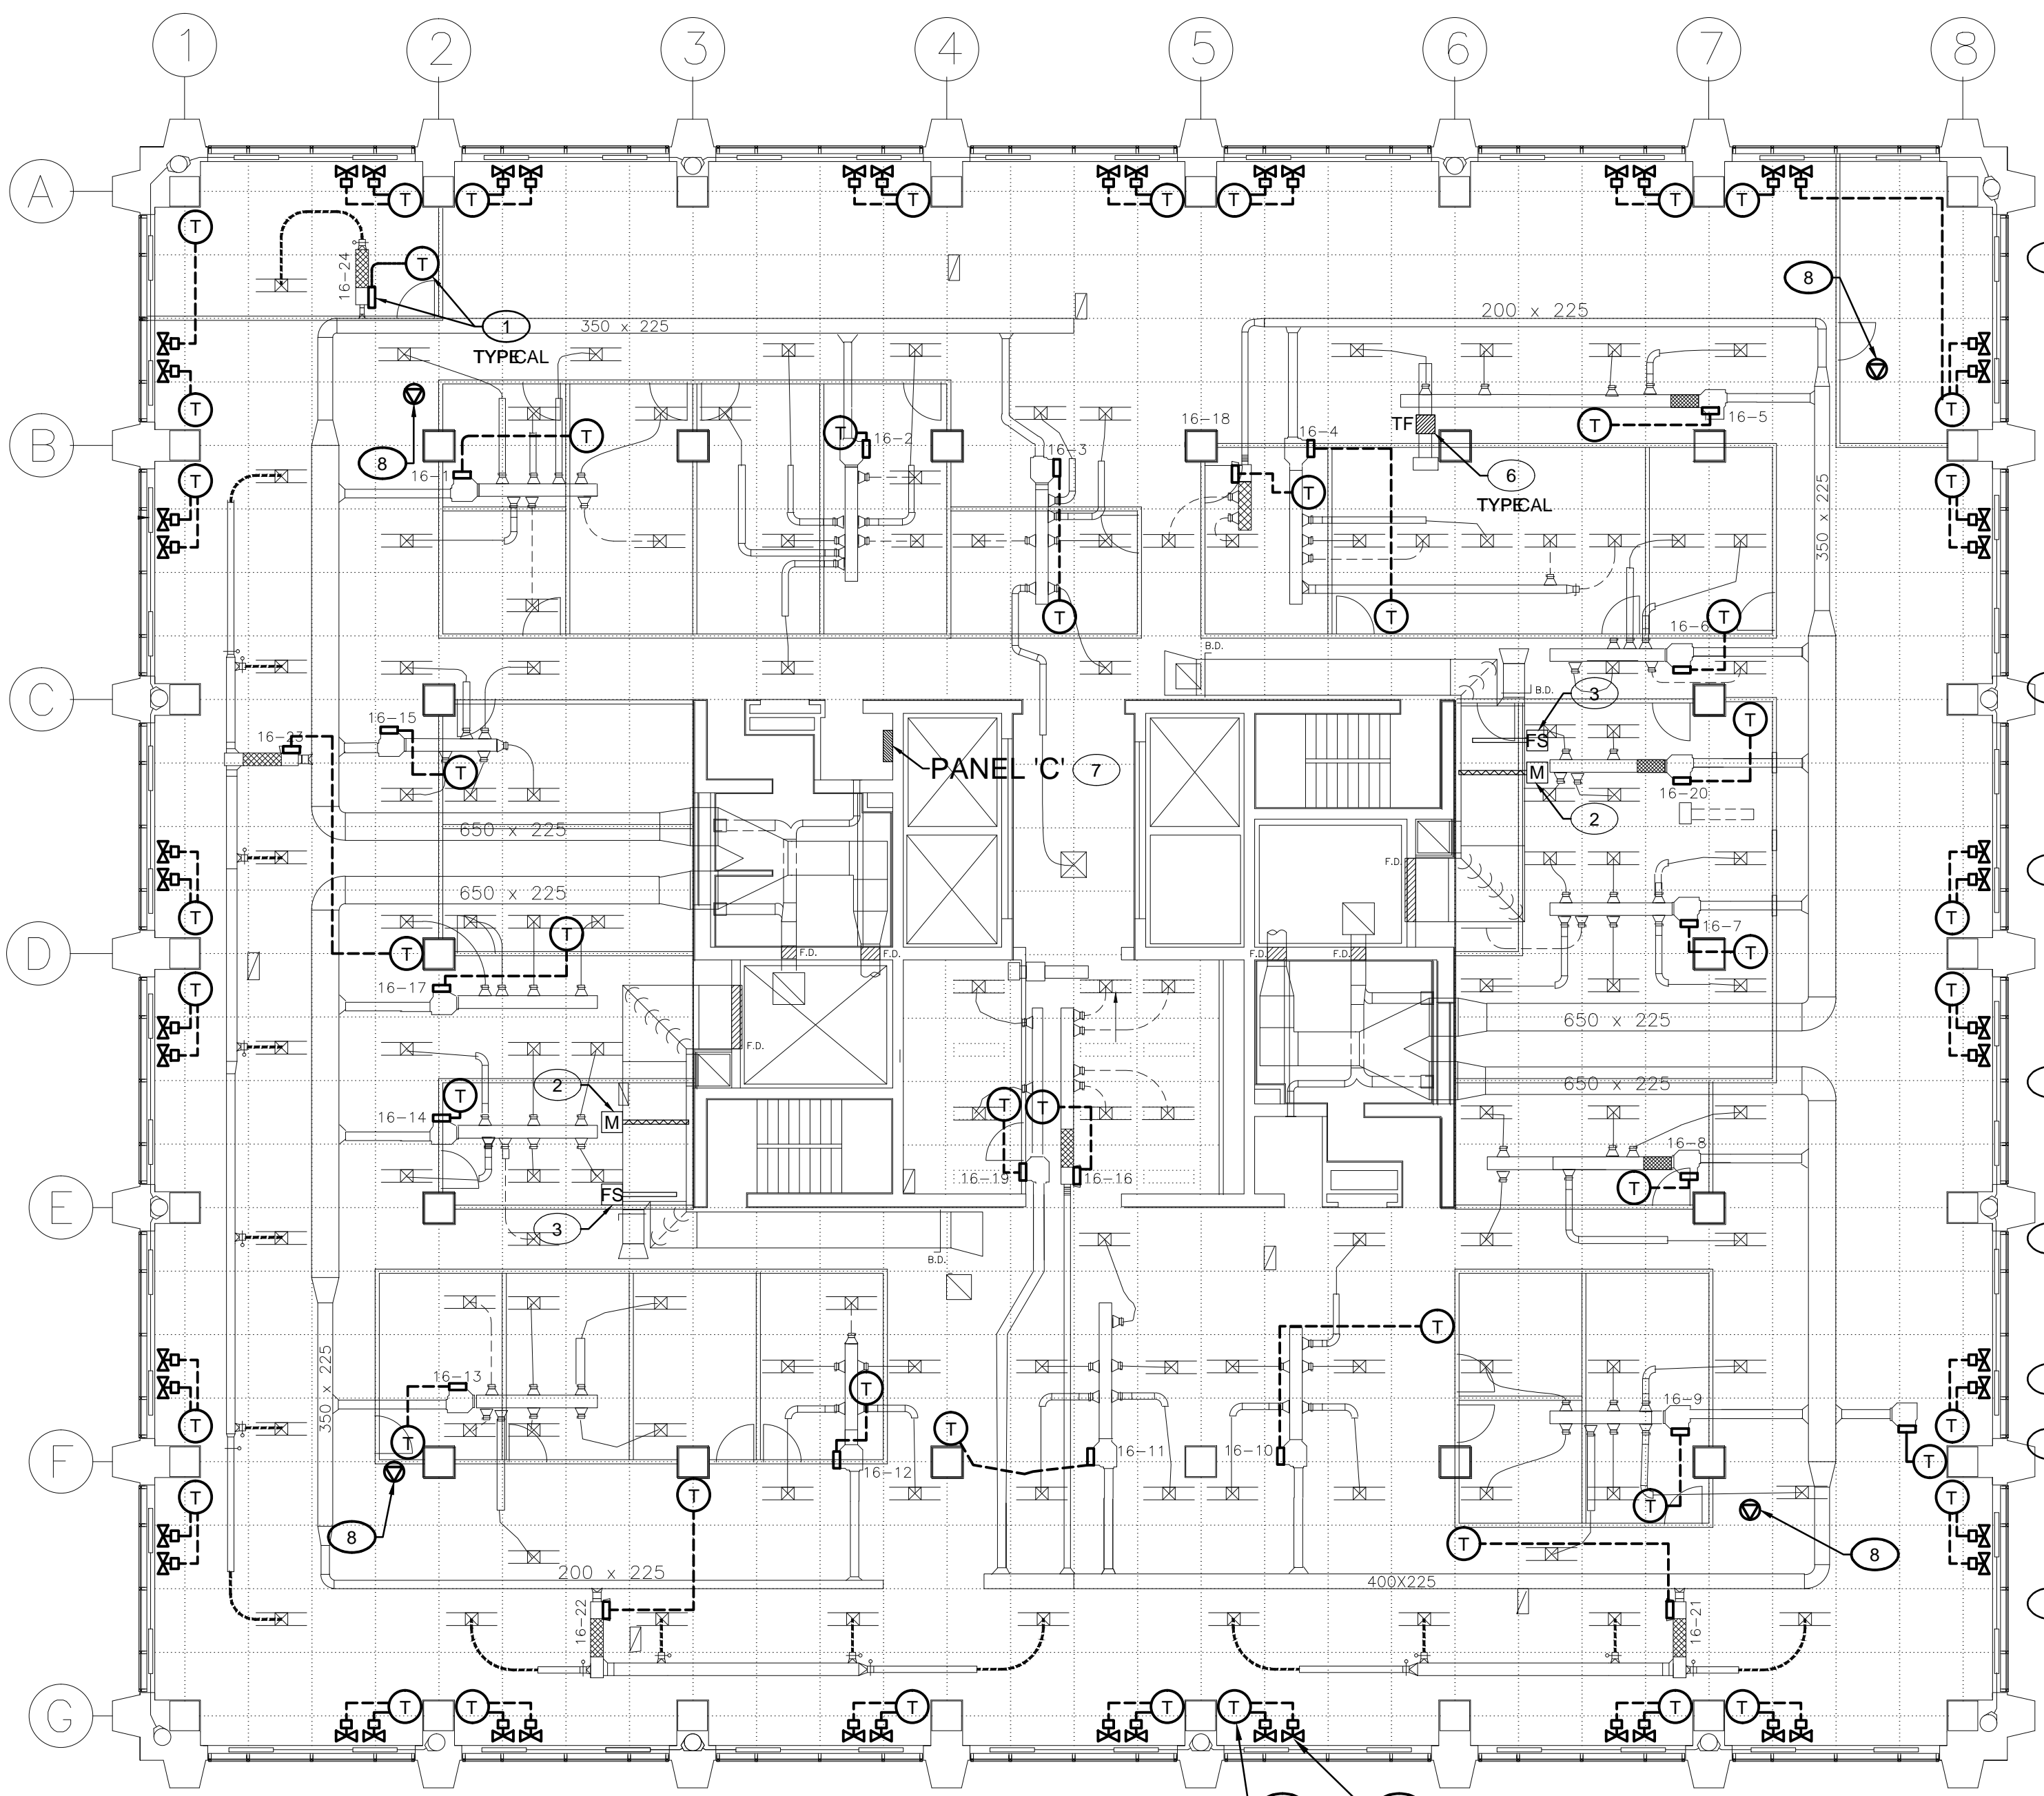 1 2 3 4 5 6 7 8
A
T T T T T T T T
T T
16-24
8
1
350 x 225
200 x 225
TYPICAL
T T
8
T T T
16-18
16-4
TF
16-5
B
16-1
16-2
16-3
6
TYPICAL
T T T
350 x 225
T T T
16-6
B.D.
C
3
B.D.
16-15
16-23
T
T
FS
PANEL 'C' 7
M
16-20
2
650 x 225
F.D.
650 x 225
T T T
16-7
D
T T
F.D. F.D. F.D. F.D.
16-17
T T
650 x 225
F.D.
2
650 x 225
T T T
16-14
M
16-8
16-19
16-16
T
E
FS
3
B.D.
T
16-13
350 x 225
T
16-9
T T T
F
16-12
16-11
16-10
T T
8
T T T T
T
8
200 x 225
400X225
16-22
16-21
G
T T T T T T T T